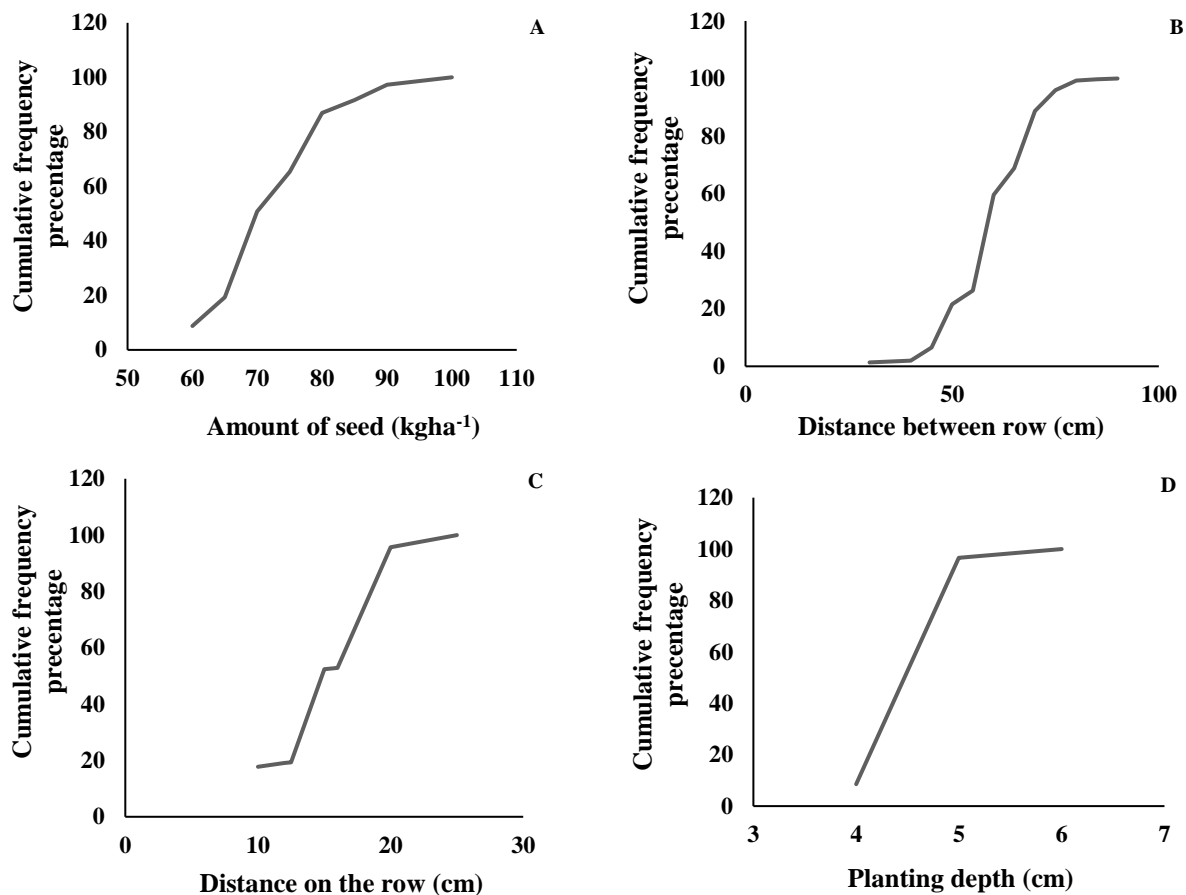 A
Cumulative frequency
precentage
120
100
80
60
40
20
0
50 60 70 80 90 100 110
Amount of seed (kgha⁻¹)
B
Cumulative frequency
precentage
120
100
80
60
40
20
0
0 50 100
Distance between row (cm)
C
Cumulative frequency
precentage
120
100
80
60
40
20
0
0 10 20 30
Distance on the row (cm)
D
Cumulative frequency
precentage
120
100
80
60
40
20
0
3 4 5 6 7
Planting depth (cm)